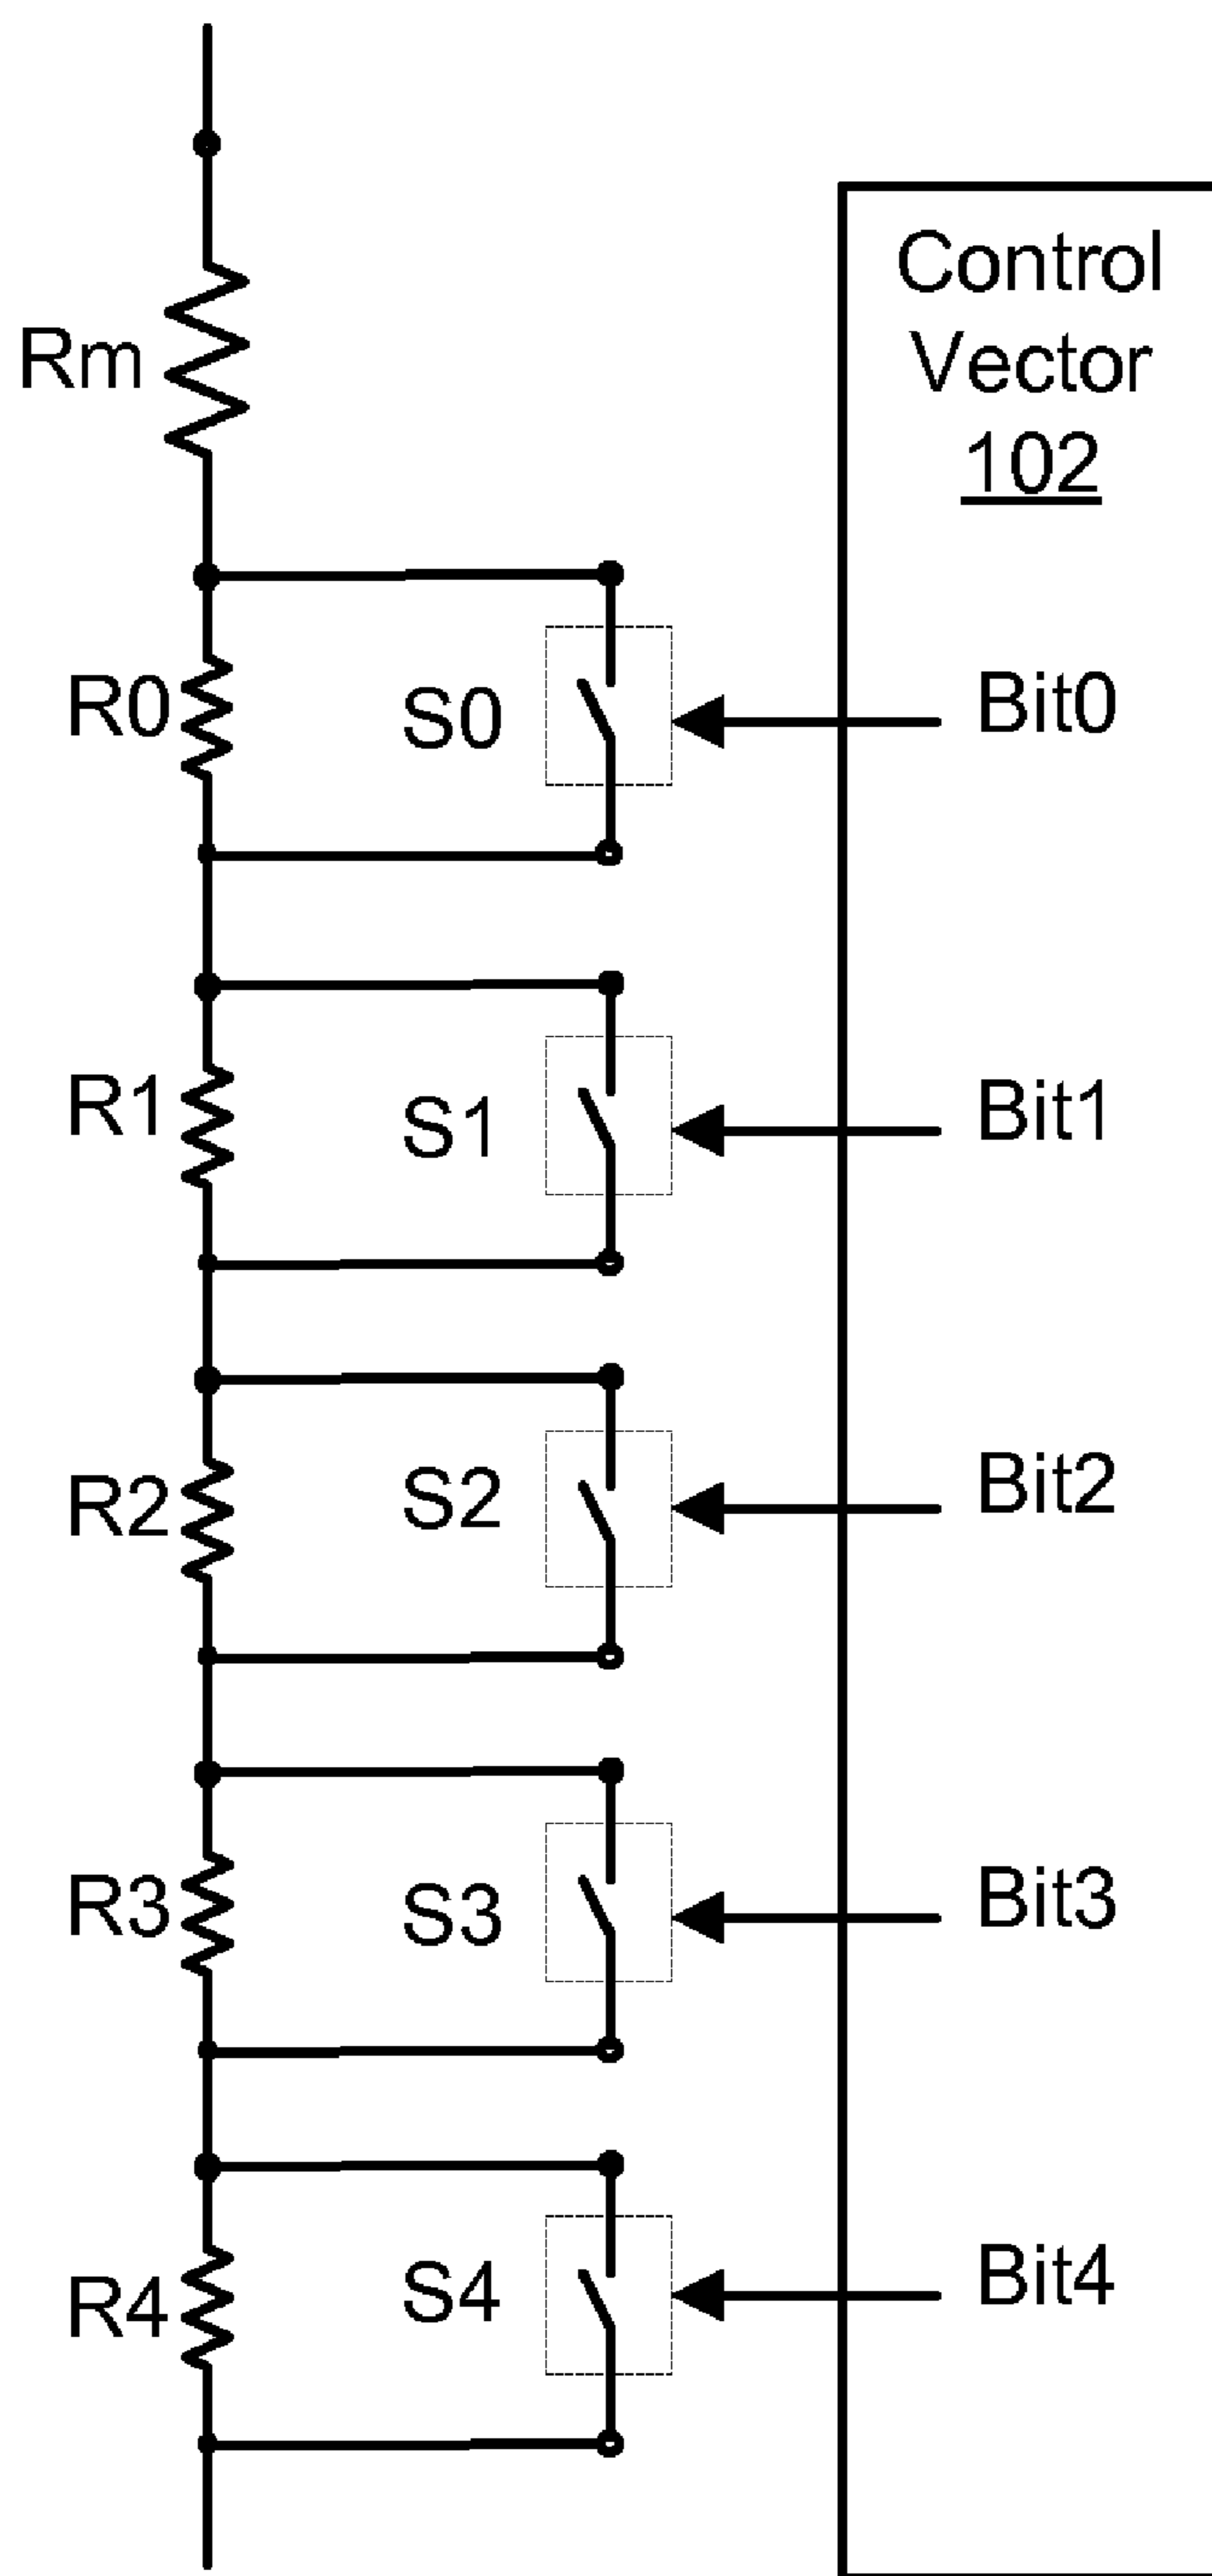 Control
Vector
102
Rm
R0
S0
Bit0
R1
S1
Bit1
R2
S2
Bit2
R3
S3
Bit3
R4
S4
Bit4